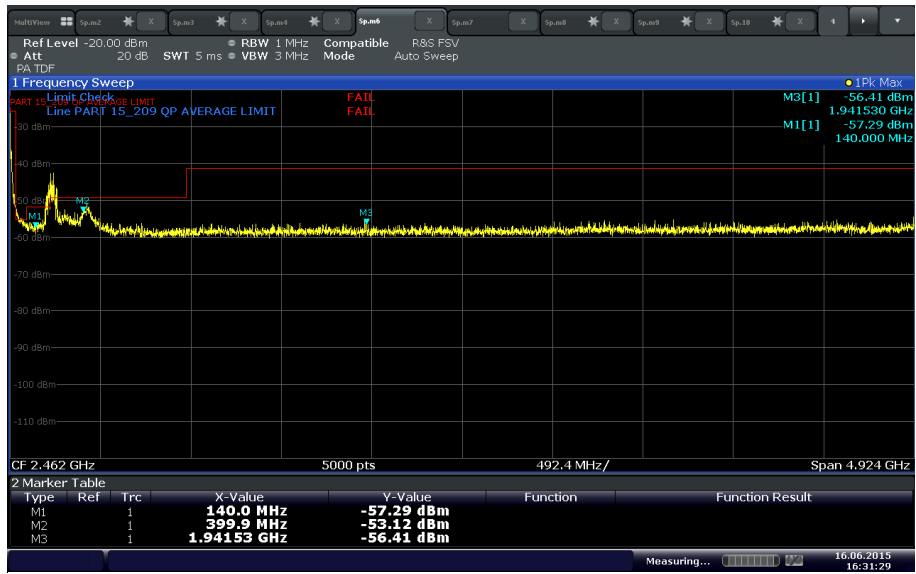 MultiView Sp.m2 X Sp.m3 X Sp.m4 X Sp.m6 X Sp.m7 X Sp.m8 X Sp.m9 X Sp.10 X
Ref Level -20.00 dBm RBW 1 MHz Compatible R&S FSV
Att 20 dB SWT 5 ms VBW 3 MHz Mode Auto Sweep
PA TDF
1 Frequency Sweep 1Pk Max
Limit Check FAIL M3[1] -56.41 dBm
PART 15_209 QP AVERAGE LIMIT
Line PART 15_209 QP AVERAGE LIMIT FAIL 1.941530 GHz
-30 dBm M1[1] -57.29 dBm
140.000 MHz
-40 dBm
-50 dBm M2
M1 M3
-60 dBm
-70 dBm
-80 dBm
-90 dBm
-100 dBm
-110 dBm
CF 2.462 GHz 5000 pts 492.4 MHz/ Span 4.924 GHz
2 Marker Table
Type Ref Trc X-Value Y-Value Function Function Result
M1 1 140.0 MHz -57.29 dBm
M2 1 399.9 MHz -53.12 dBm
M3 1 1.94153 GHz -56.41 dBm
Measuring... 16.06.2015
16:31:29